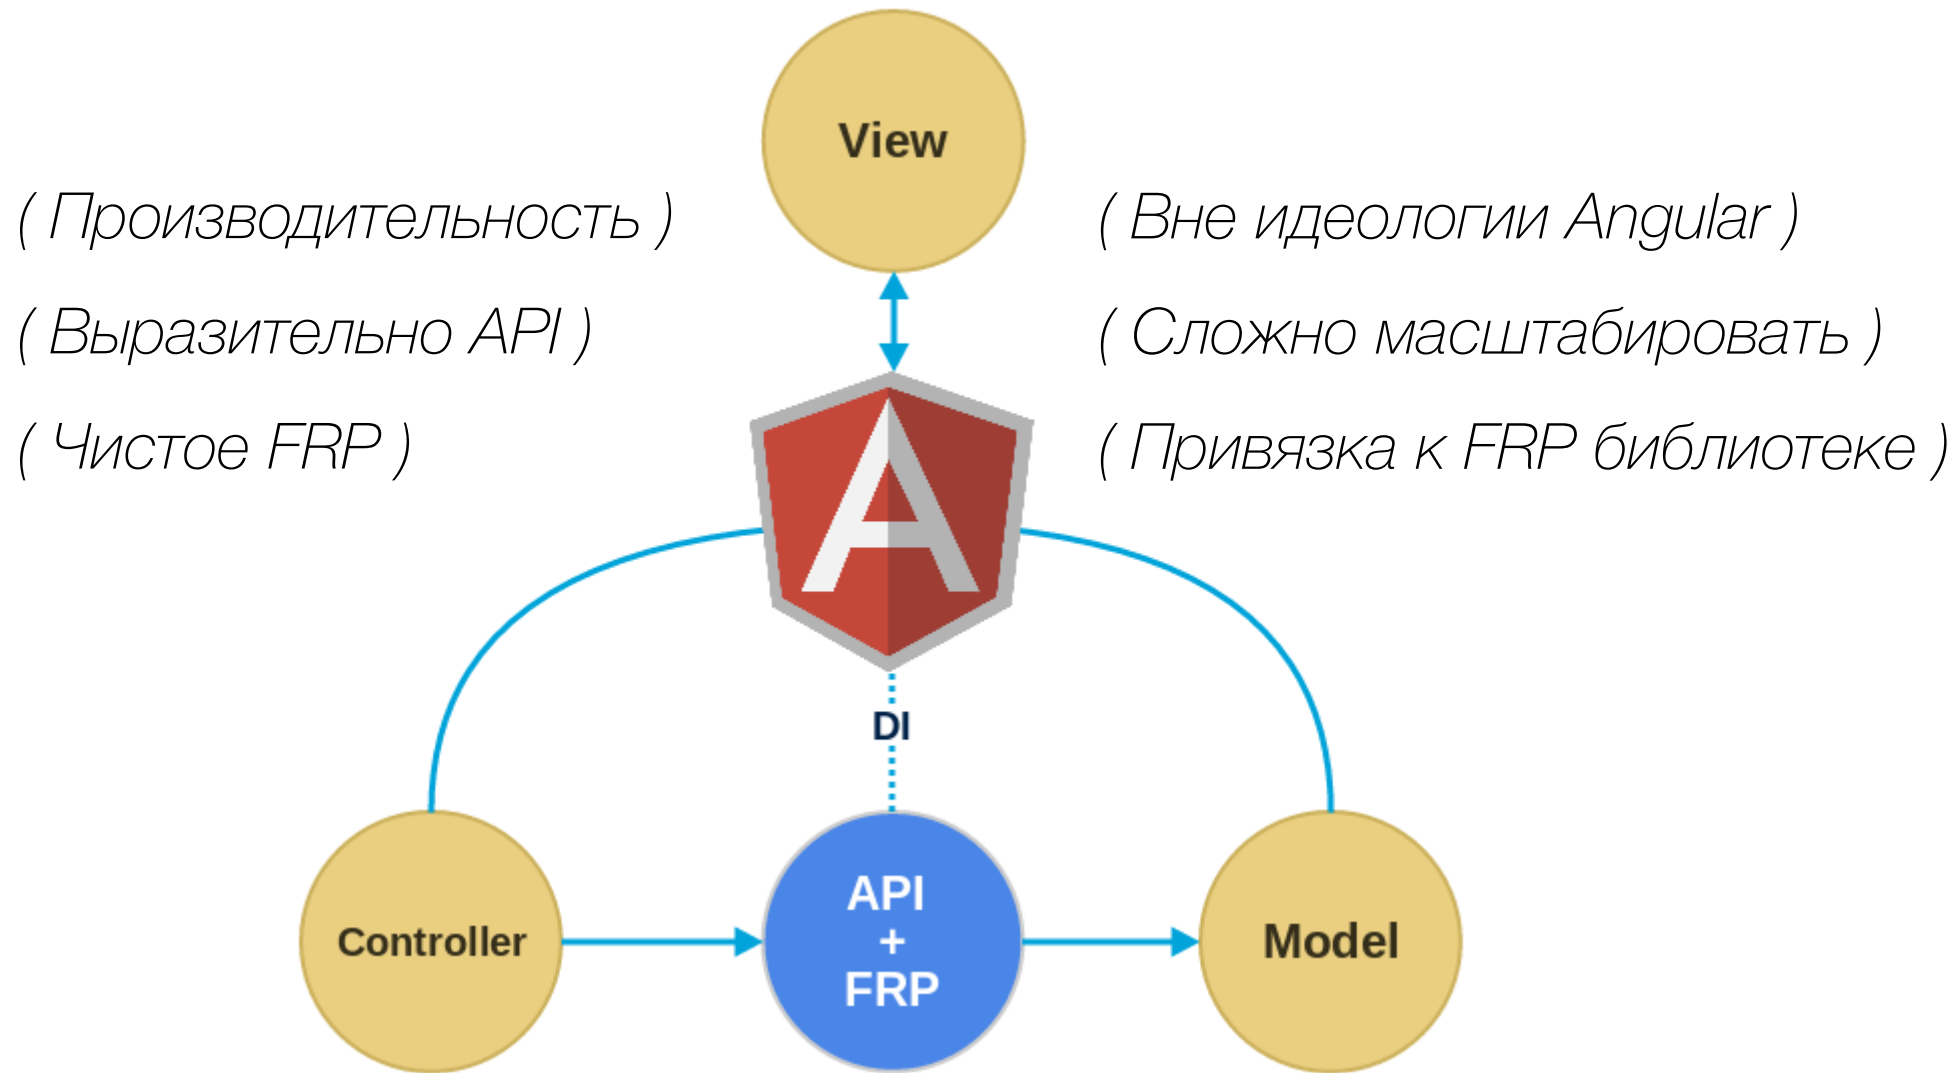 View
( Производительность )
( Выразительно API )
( Чистое FRP )
( Вне идеологии Angular )
( Сложно масштабировать )
( Привязка к FRP библиотеке )
A
DI
Controller
API
+
FRP
Model